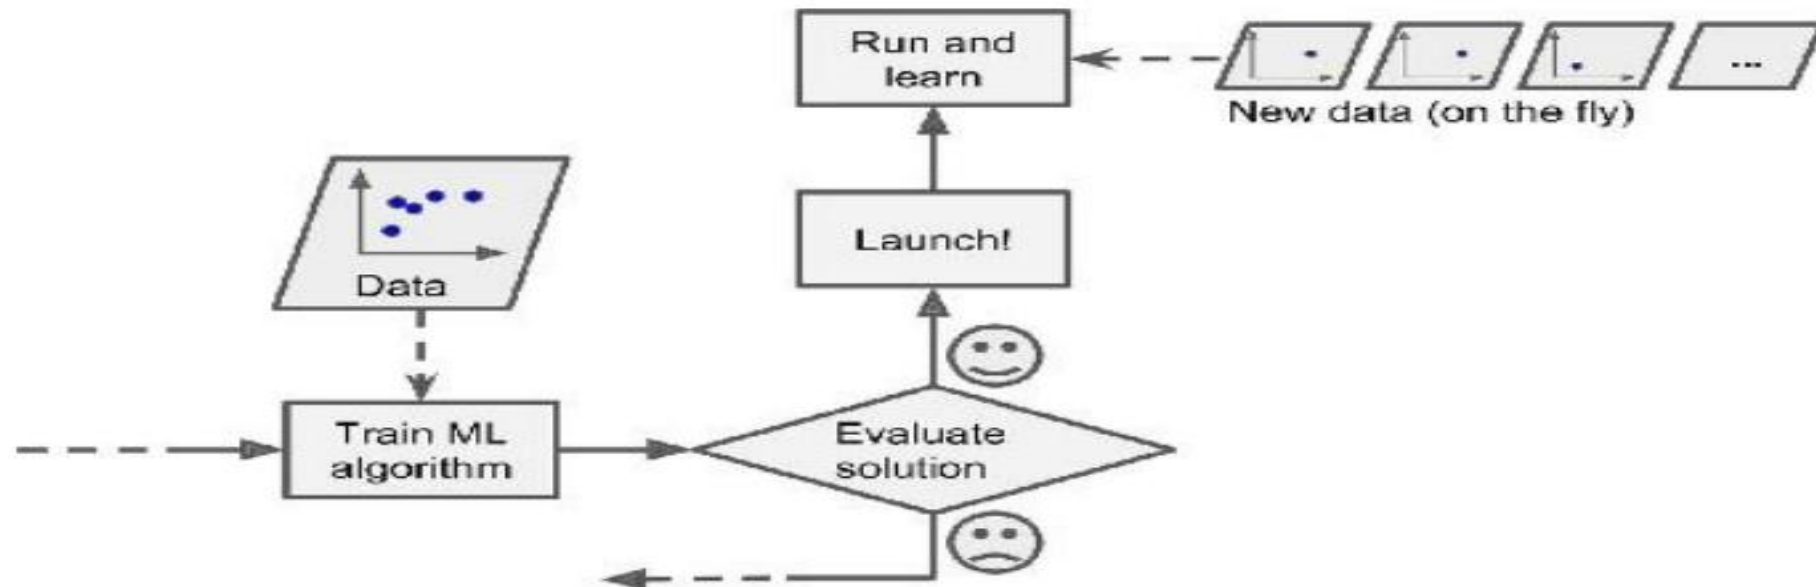 Run and
learn
...
New data (on the fly)
Launch!
Data
Train ML
algorithm
Evaluate
solution